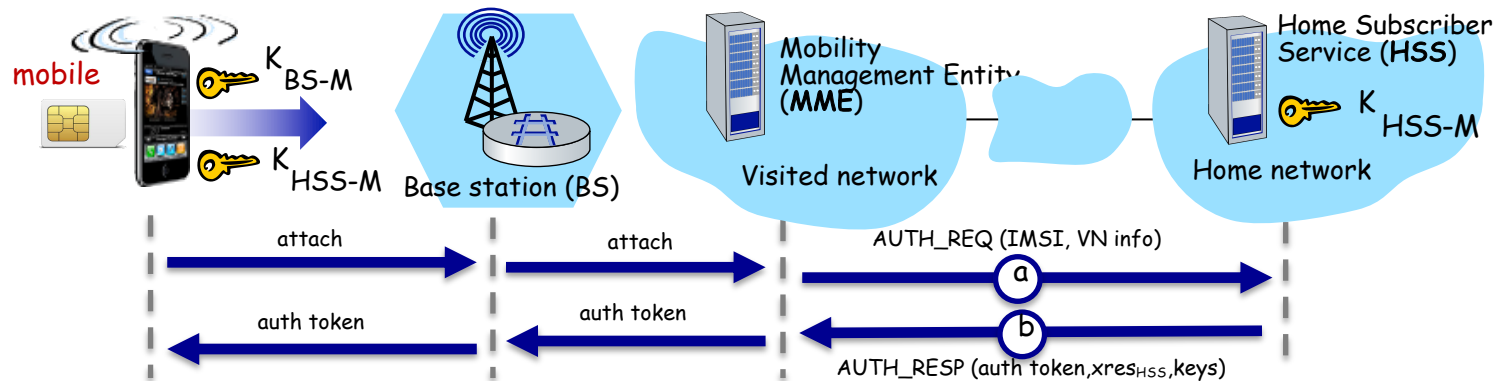 mobile
K
BS-M
K
HSS-M
Base station (BS)
Mobility
Management Entity
(MME)
Visited network
Home Subscriber
Service (HSS)
K
HSS-M
Home network
attach
attach
AUTH_REQ (IMSI, VN info)
a
auth token
auth token
b
AUTH_RESP (auth token,xresHSS,keys)